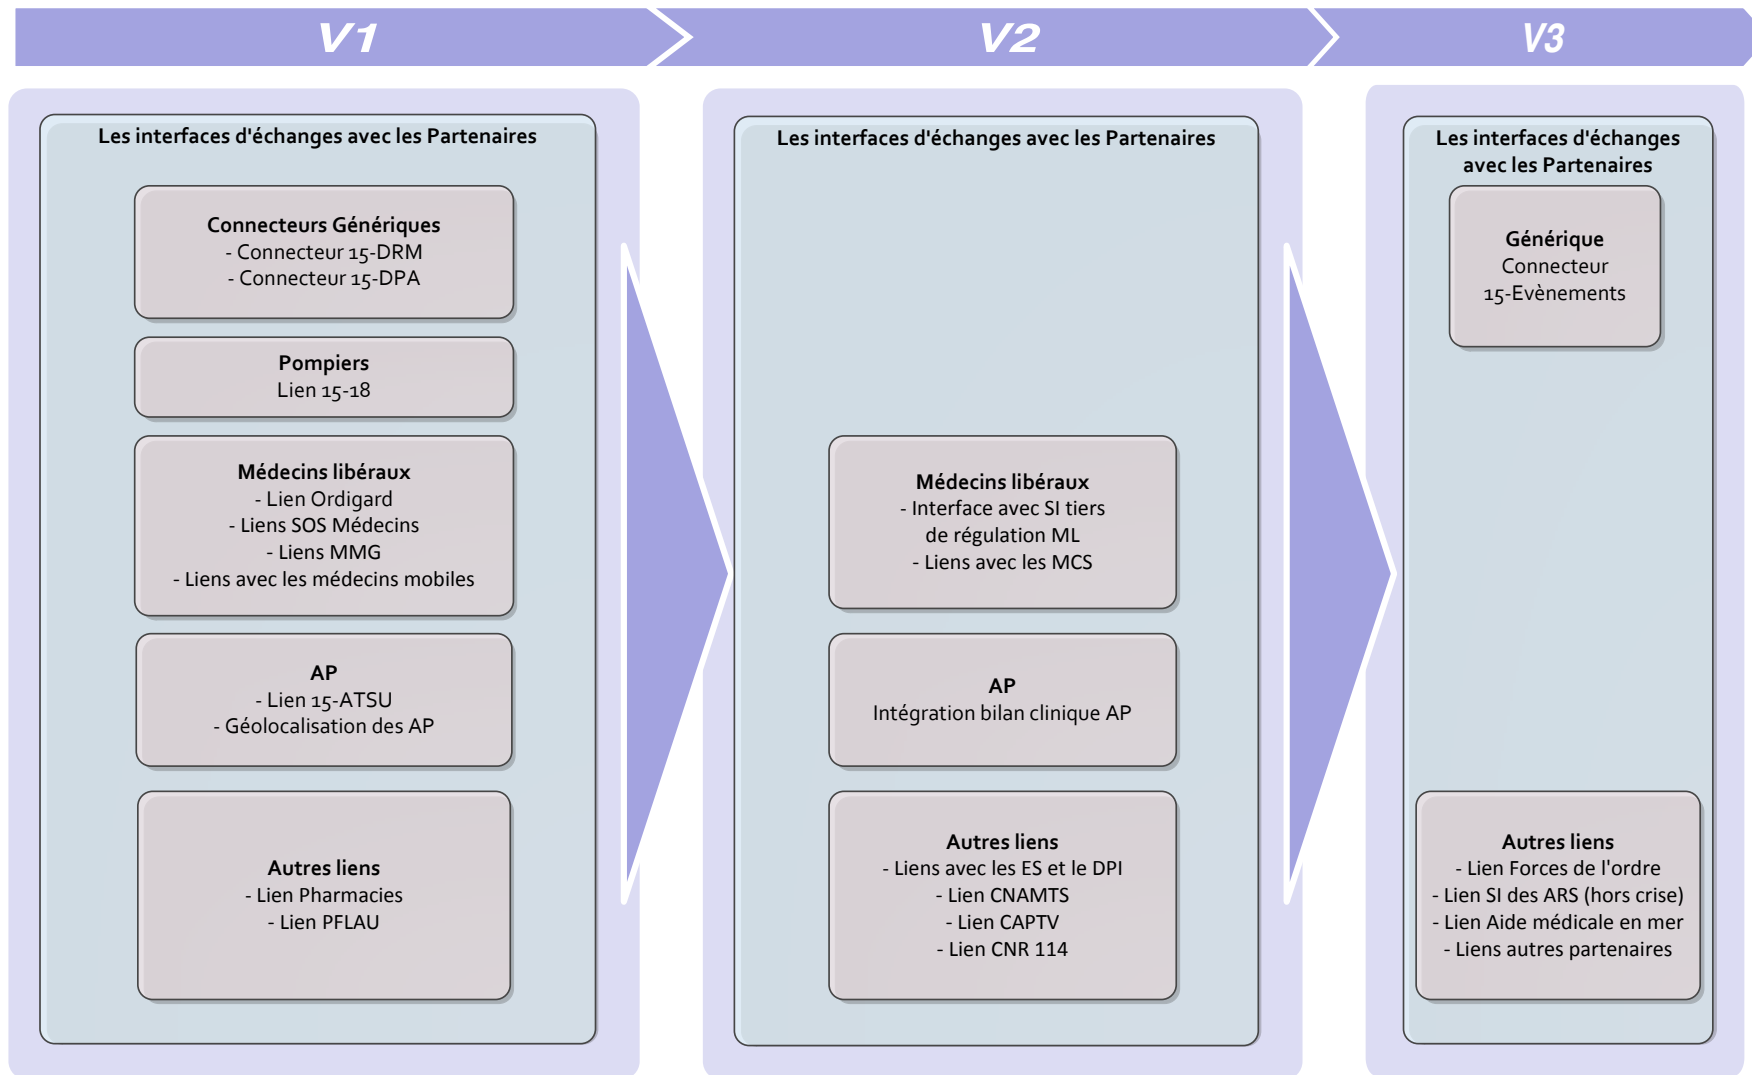 V1
V2
V3
Les interfaces d'échanges avec les Partenaires
Connecteurs Génériques
- Connecteur 15-DRM
- Connecteur 15-DPA
Pompiers
Lien 15-18
Médecins libéraux
- Lien Ordigard
- Liens SOS Médecins
- Liens MMG
- Liens avec les médecins mobiles
AP
- Lien 15-ATSU
- Géolocalisation des AP
Autres liens
- Lien Pharmacies
- Lien PFLAU
Les interfaces d'échanges avec les Partenaires
Médecins libéraux
- Interface avec SI tiers
de régulation ML
- Liens avec les MCS
AP
Intégration bilan clinique AP
Autres liens
- Liens avec les ES et le DPI
- Lien CNAMTS
- Lien CAPTV
- Lien CNR 114
Les interfaces d'échanges
avec les Partenaires
Générique
Connecteur
15-Evènements
Autres liens
- Lien Forces de l'ordre
- Lien SI des ARS (hors crise)
- Lien Aide médicale en mer
- Liens autres partenaires